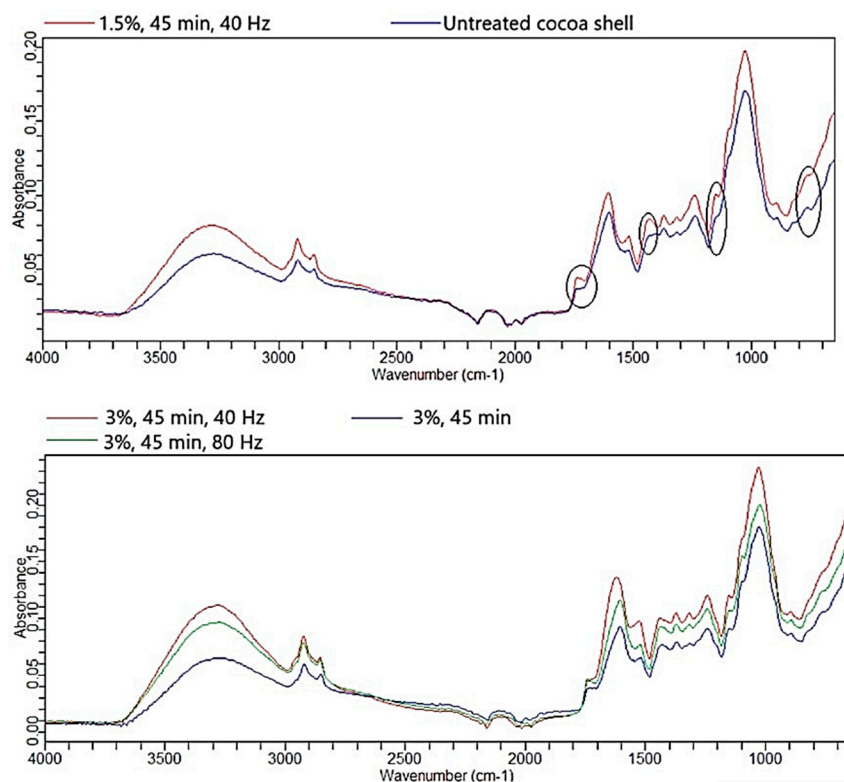 1.5%, 45 min, 40 Hz Untreated cocoa shell
0.20
0.15
0.10
0.05
Absorbance
4000 3500 3000 2500 2000 1500 1000
Wavenumber (cm-1)
3%, 45 min, 40 Hz 3%, 45 min
3%, 45 min, 80 Hz
0.20
0.15
0.10
0.05
0.00
Absorbance
4000 3500 3000 2500 2000 1500 1000
Wavenumber (cm-1)